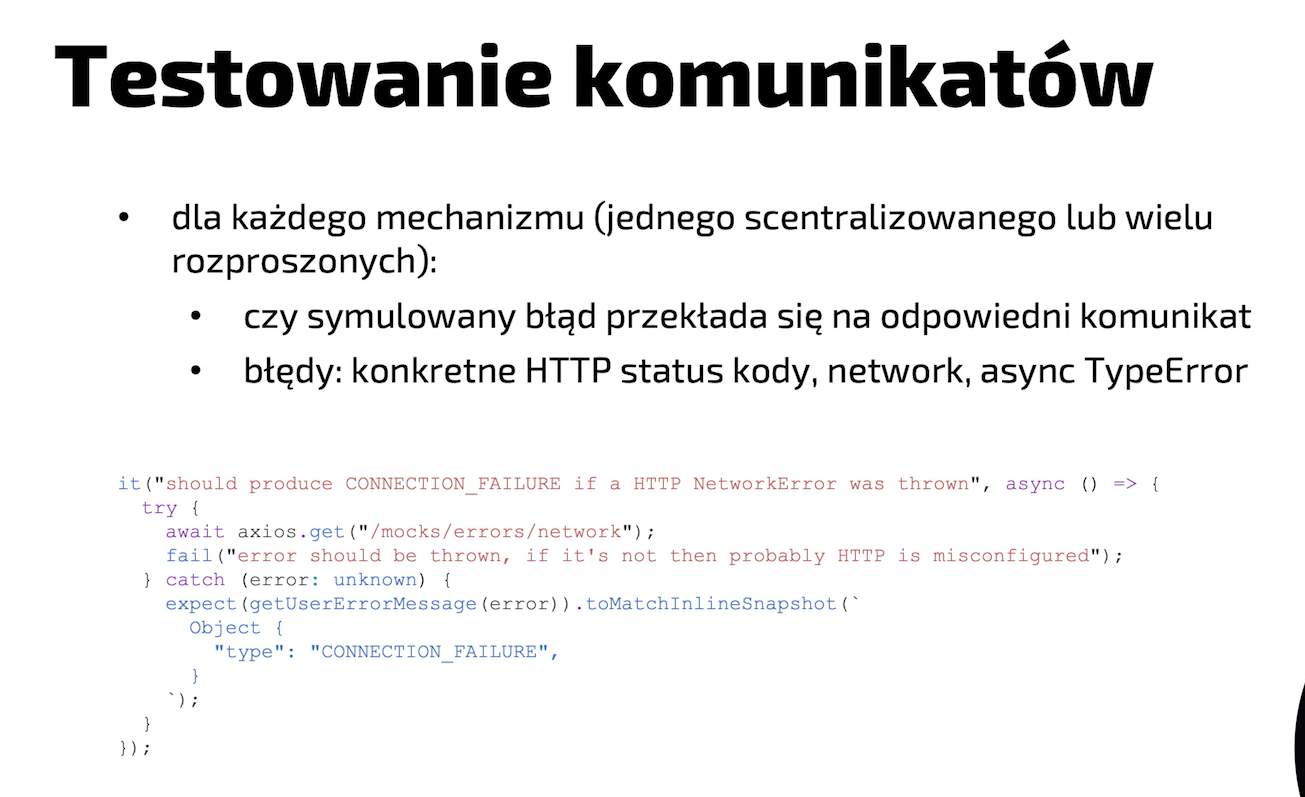 Testowanie komunikatów
• dla każdego mechanizmu (jednego scentralizowanego lub wielu
rozproszonych):
• czy symulowany błąd przekłada się na odpowiedni komunikat
• błędy: konkretne HTTP status kody, network, async TypeError
it("should produce CONNECTION_FAILURE if a HTTP NetworkError was thrown", async () => {
  try {
    await axios.get("/mocks/errors/network");
    fail("error should be thrown, if it's not then probably HTTP is misconfigured");
  } catch (error: unknown) {
    expect(getUserErrorMessage(error)).toMatchInlineSnapshot(`
      Object {
        "type": "CONNECTION_FAILURE",
      }
    `);
  }
});